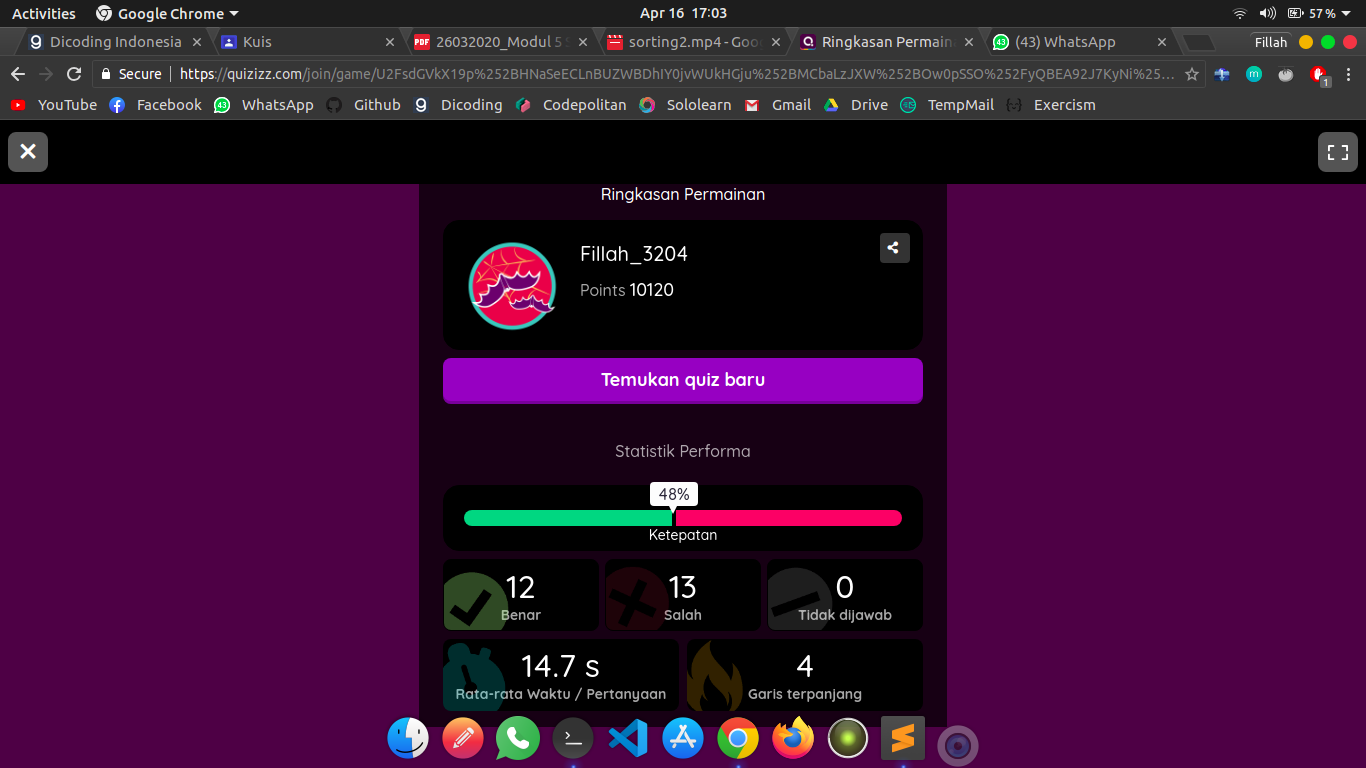 Activities Google Chrome Apr 16 17:03 57 %
Dicoding Indonesia Kuis 26032020_Modul 5 S sorting2.mp4 - Goo Ringkasan Permain (43) WhatsApp Fillah
Secure https://quizizz.com/join/game/U2FsdGVkX19p%252BHNaSeECLnBUZWBDhIY0jvWUkHGju%252BMCbaLzJXW%252BOw0pSSO%252FyQBEA92J7KyNi%25...
YouTube Facebook WhatsApp Github Dicoding Codepolitan Sololearn Gmail Drive TempMail Exercism
Ringkasan Permainan
Fillah_3204
Points 10120
Temukan quiz baru
Statistik Performa
48%
Ketepatan
12 13 0
Benar Salah Tidak dijawab
14.7 s 4
Rata-rata Waktu / Pertanyaan Garis terpanjang